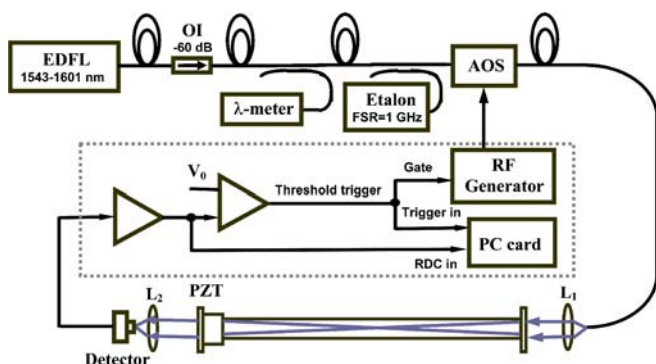 EDFL
1543-1601 nm
OI
-60 dB
λ-meter
Etalon
FSR=1 GHz
AOS
V0
Threshold trigger
Gate
RF
Generator
Trigger in
PC card
RDC in
L2
PZT
L1
Detector